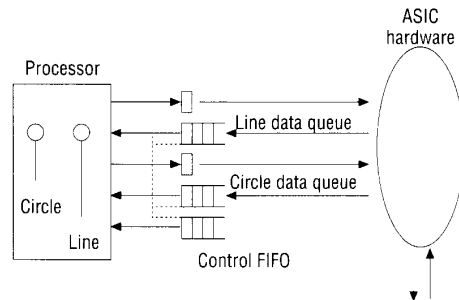 ASIC
hardware
Processor
Line data queue
Circle data queue
Circle
Line
Control FIFO